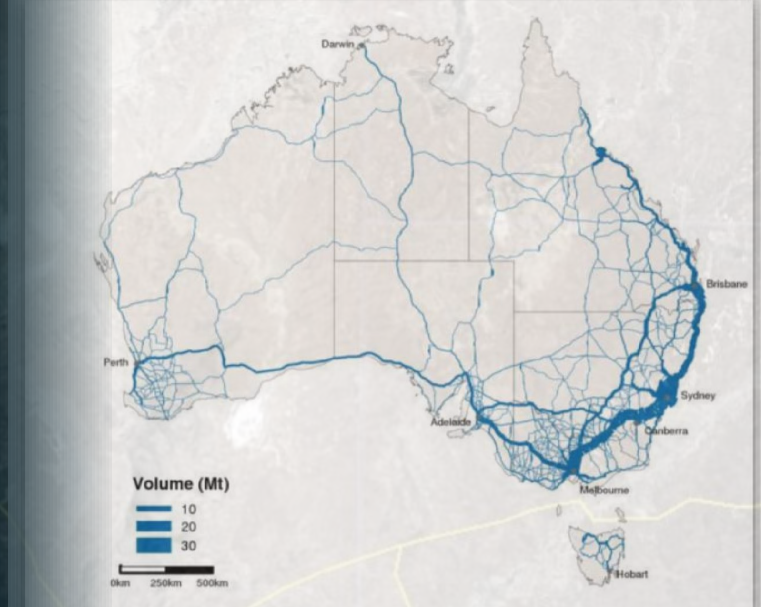 Darwin
Brisbane
Perth
Sydney
Adelaide
Canberra
Melbourne
Volume (Mt)
10
20
30
0km 250km 500km
Hobart